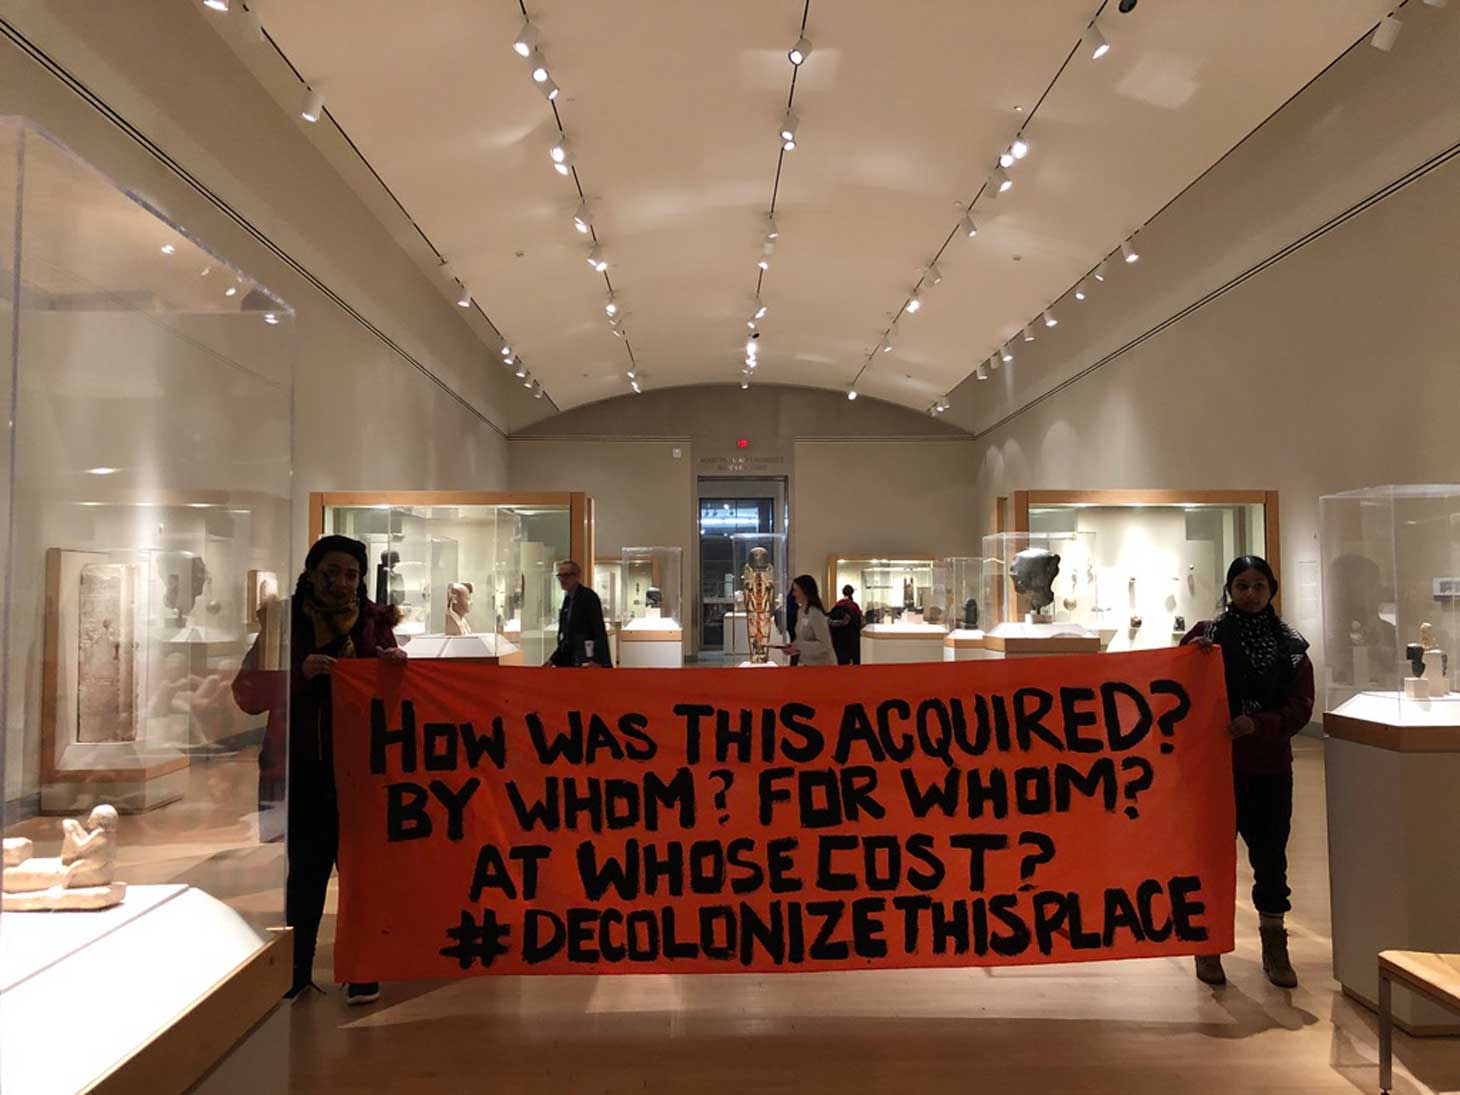 HOW WAS THIS ACQUIRED?
BY WHOM? FOR WHOM?
AT WHOSE COST?
#DECOLONIZETHISPLACE